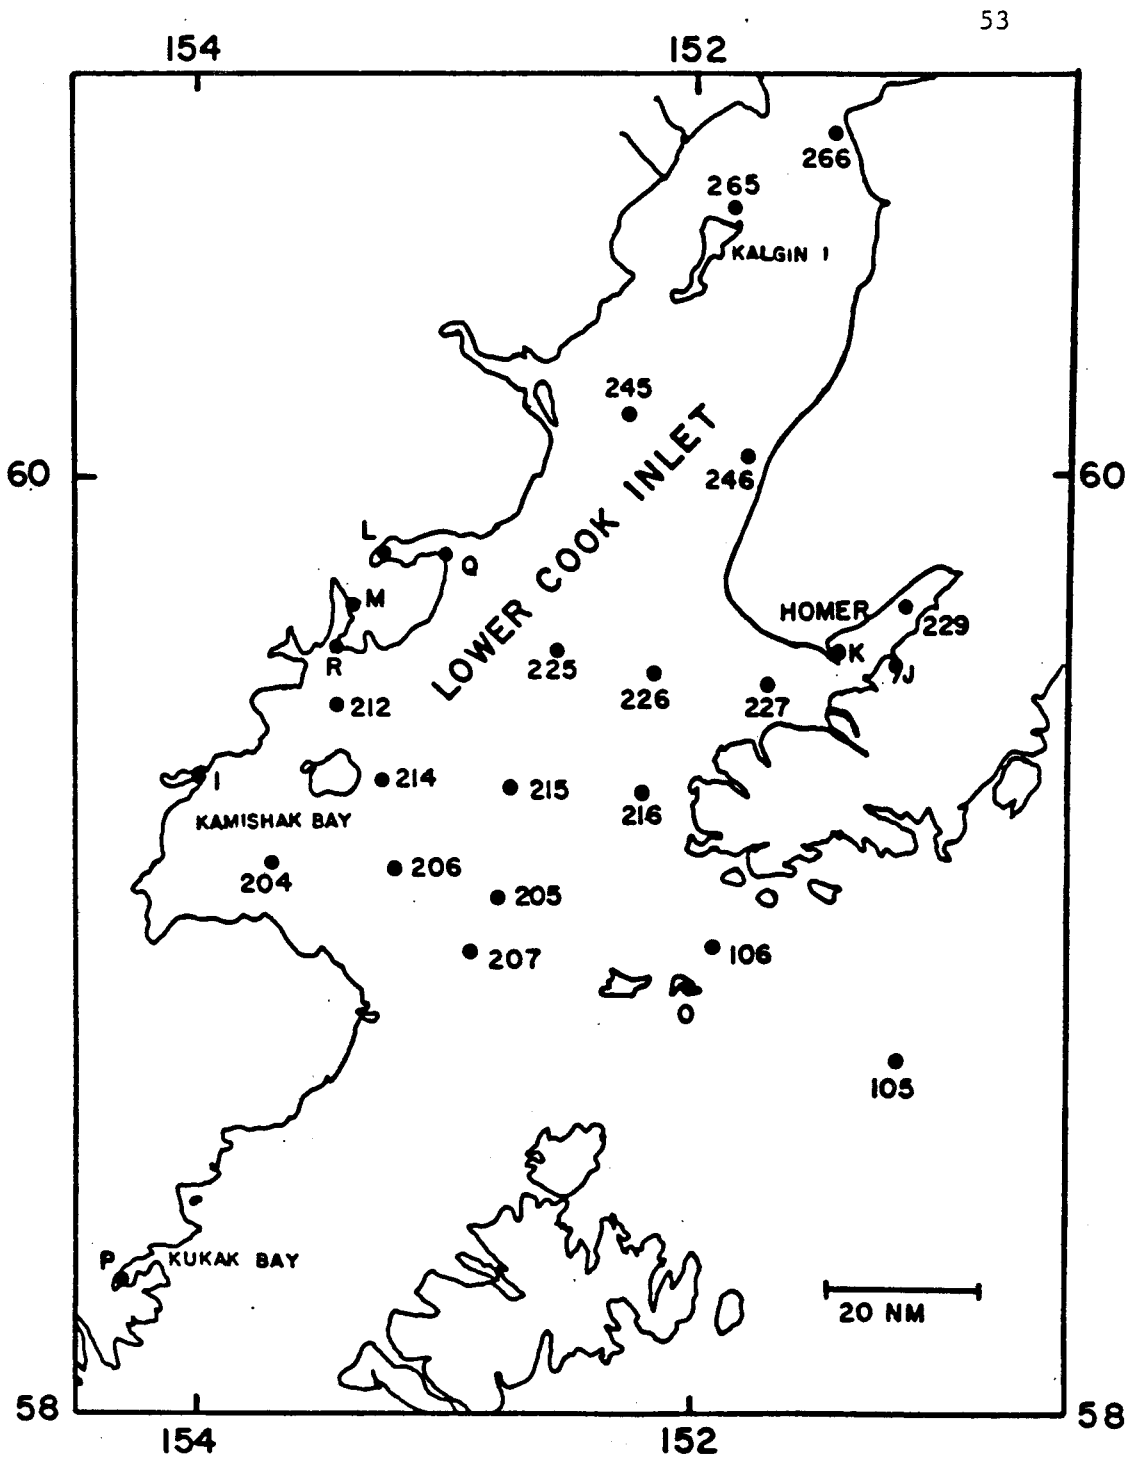 53
154
152
266
265
KALGIN I
245
LOWER COOK INLET
246
60
60
L
Q
M
HOMER
229
R
K
J
225
226
227
212
I
214
215
216
KAMISHAK BAY
204
206
205
207
106
O
105
P
KUKAK BAY
20 NM
58
58
154
152